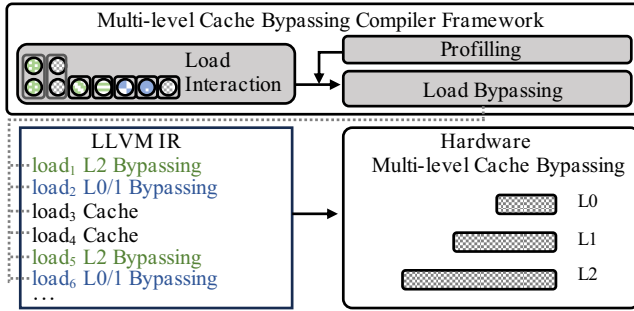 Multi-level Cache Bypassing Compiler Framework
Load
Interaction
Profilling
Load Bypassing
LLVM IR
load₁ L2 Bypassing
load₂ L0/1 Bypassing
load₃ Cache
load₄ Cache
load₅ L2 Bypassing
load₆ L0/1 Bypassing
…
Hardware
Multi-level Cache Bypassing
L0
L1
L2